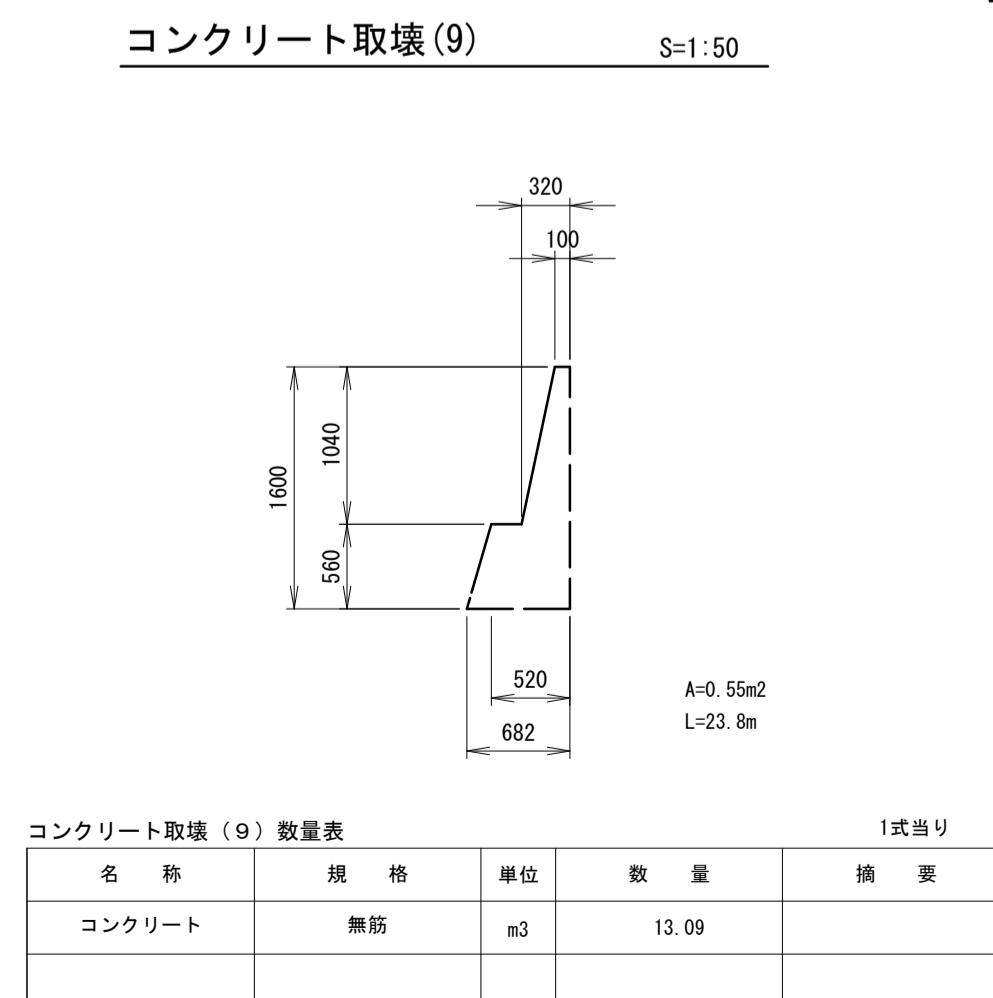 コンクリート取壊(9) S=1:50
320
100
1040
1600
560
520
682
A=0.55m2
L=23.8m
コンクリート取壊（９）数量表 1式当り
名 称 規 格 単位 数 量 摘 要
コンクリート 無筋 m3 13.09